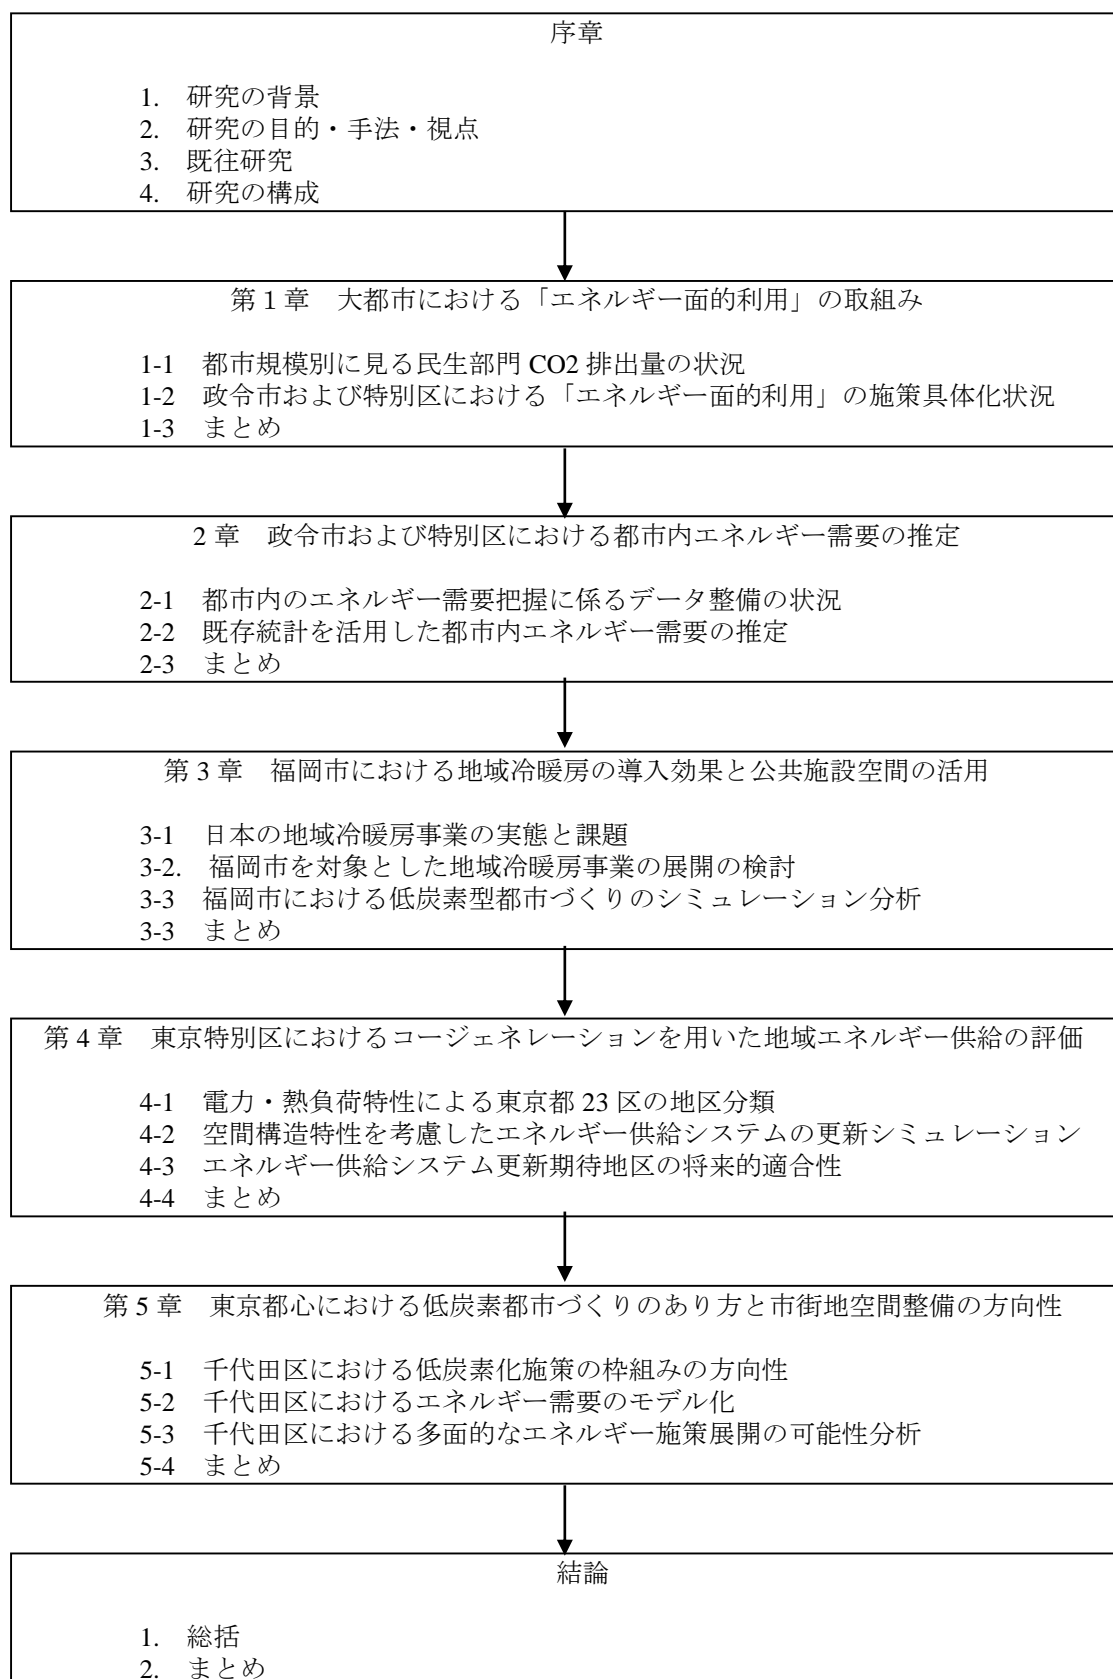 序章
1. 研究の背景
2. 研究の目的・手法・視点
3. 既往研究
4. 研究の構成
第1章　大都市における「エネルギー面的利用」の取組み
1-1　都市規模別に見る民生部門 CO2 排出量の状況
1-2　政令市および特別区における「エネルギー面的利用」の施策具体化状況
1-3　まとめ
2章　政令市および特別区における都市内エネルギー需要の推定
2-1　都市内のエネルギー需要把握に係るデータ整備の状況
2-2　既存統計を活用した都市内エネルギー需要の推定
2-3　まとめ
第3章　福岡市における地域冷暖房の導入効果と公共施設空間の活用
3-1　日本の地域冷暖房事業の実態と課題
3-2.　福岡市を対象とした地域冷暖房事業の展開の検討
3-3　福岡市における低炭素型都市づくりのシミュレーション分析
3-3　まとめ
第4章　東京特別区におけるコージェネレーションを用いた地域エネルギー供給の評価
4-1　電力・熱負荷特性による東京都 23 区の地区分類
4-2　空間構造特性を考慮したエネルギー供給システムの更新シミュレーション
4-3　エネルギー供給システム更新期待地区の将来的適合性
4-4　まとめ
第5章　東京都心における低炭素都市づくりのあり方と市街地空間整備の方向性
5-1　千代田区における低炭素化施策の枠組みの方向性
5-2　千代田区におけるエネルギー需要のモデル化
5-3　千代田区における多面的なエネルギー施策展開の可能性分析
5-4　まとめ
結論
1. 総括
2. まとめ